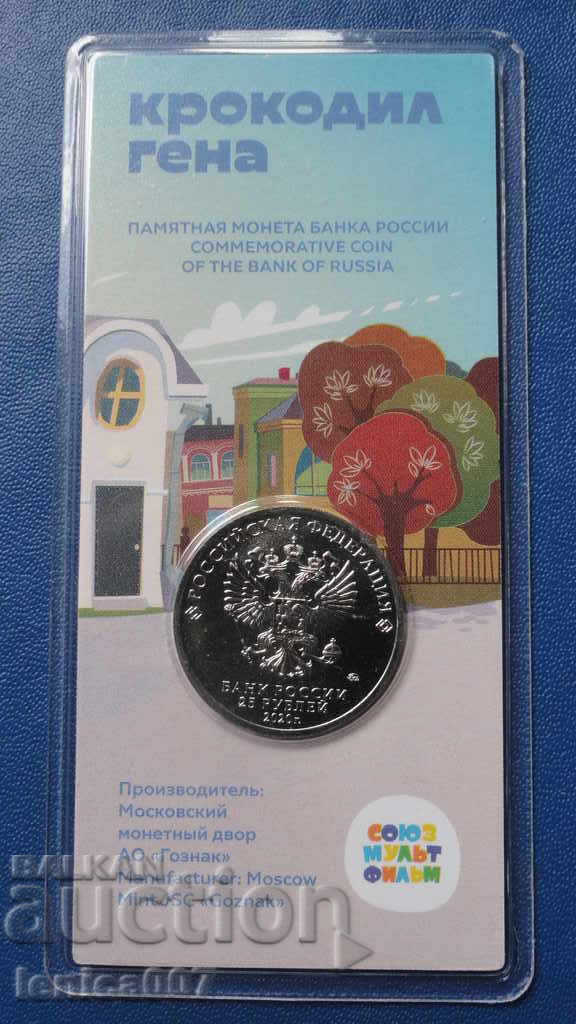 крокодил
гена
ПАМЯТНАЯ МОНЕТА БАНКА РОССИИ
COMMEMORATIVE COIN
OF THE BANK OF RUSSIA
РОССИЙСКАЯ ФЕДЕРАЦИЯ
БАНК РОССИИ
25 РУБЛЕЙ
2020 г.
Производитель:
Московский
монетный двор
АО «Гознак»
Manufacturer: Moscow
Mint JSC «Goznak»
СОЮЗ
МУЛЬТ
ФИЛЬМ
BALKAN
auction
lenica007